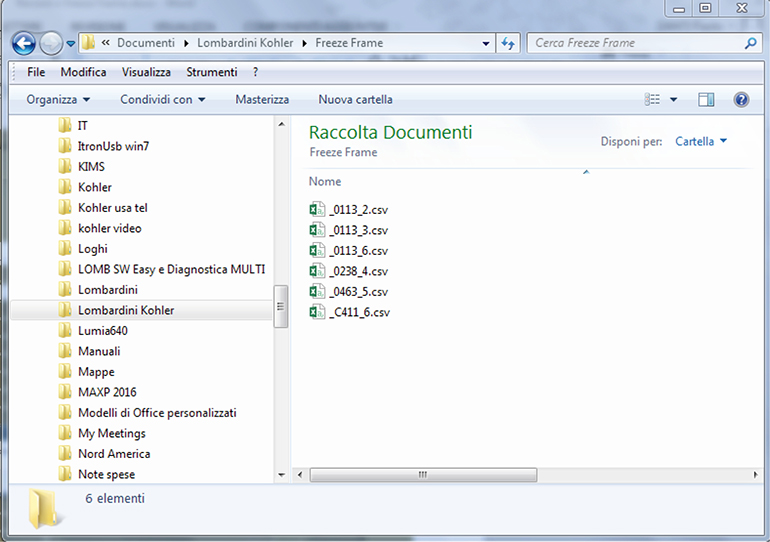 « Documenti ▸ Lombardini Kohler ▸ Freeze Frame
Cerca Freeze Frame
File Modifica Visualizza Strumenti ?
Organizza Condividi con Masterizza Nuova cartella
IT
ItronUsb win7
KIMS
Kohler
Kohler usa tel
kohler video
Loghi
LOMB SW Easy e Diagnostica MULTI
Lombardini
Lombardini Kohler
Lumia640
Manuali
Mappe
MAXP 2016
Modelli di Office personalizzati
My Meetings
Nord America
Note spese
Raccolta Documenti
Freeze Frame
Disponi per: Cartella
Nome
_0113_2.csv
_0113_3.csv
_0113_6.csv
_0238_4.csv
_0463_5.csv
_C411_6.csv
6 elementi